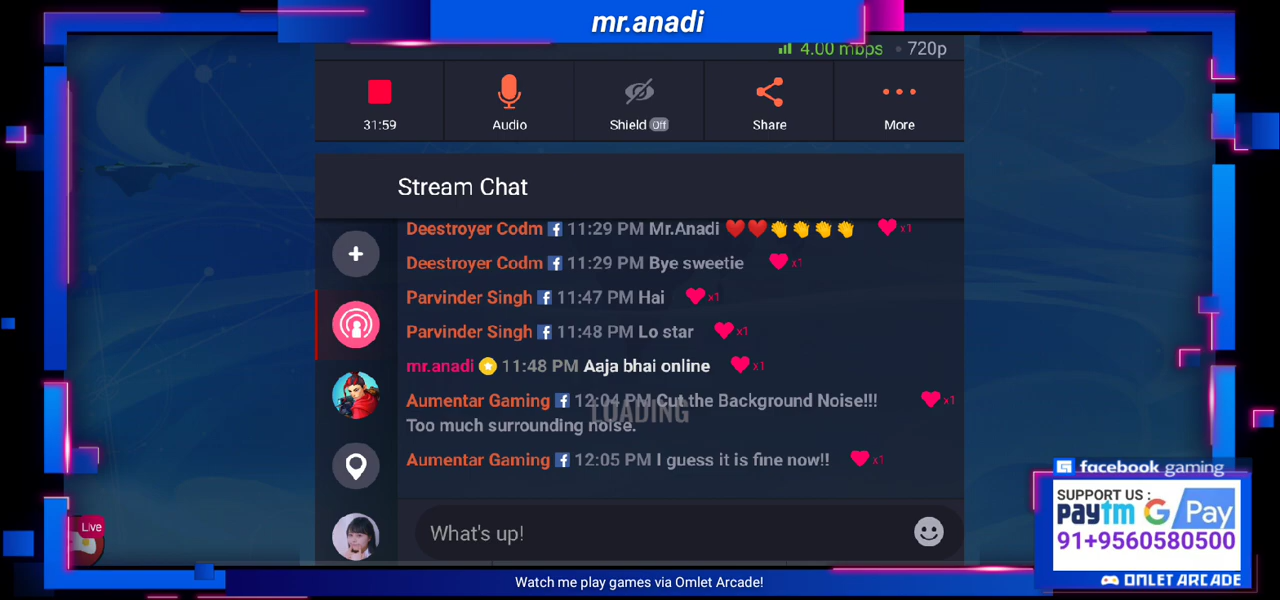 mr.anadi
4.00 mbps • 720p
31:59
Audio
Shield Off
Share
More
Stream Chat
Deestroyer Codm f 11:29 PM Mr.Anadi ❤️❤️👏👏👏👏 x1
Deestroyer Codm f 11:29 PM Bye sweetie x1
Parvinder Singh f 11:47 PM Hai x1
Parvinder Singh f 11:48 PM Lo star x1
mr.anadi 11:48 PM Aaja bhai online x1
Aumentar Gaming f 12:04 PM Cut the Background Noise!!! x1
Too much surrounding noise.
LOADING
Aumentar Gaming f 12:05 PM I guess it is fine now!! x1
What's up!
Live
facebook gaming
SUPPORT US :
Paytm G Pay
91+9560580500
OMLET ARCADE
Watch me play games via Omlet Arcade!